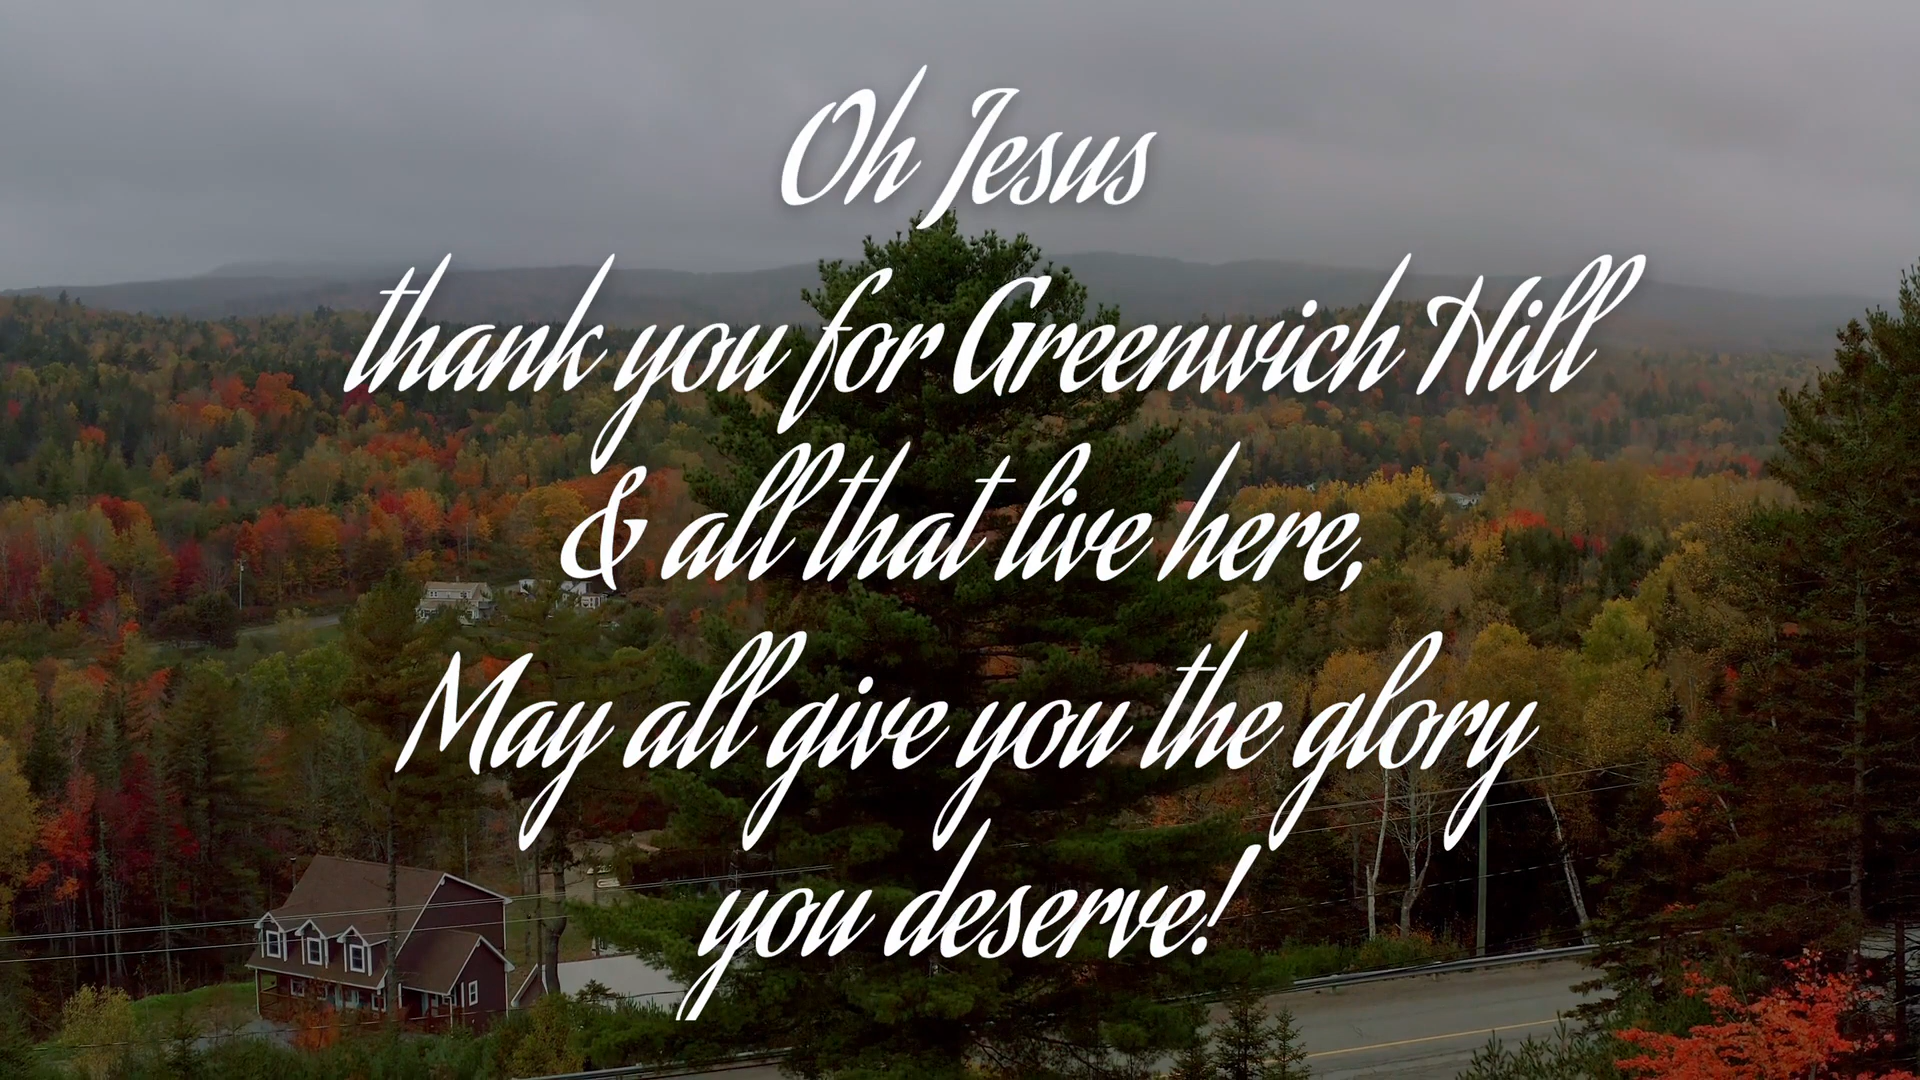 Oh Jesus
thank you for Greenwich Hill
& all that live here,
May all give you the glory
you deserve!